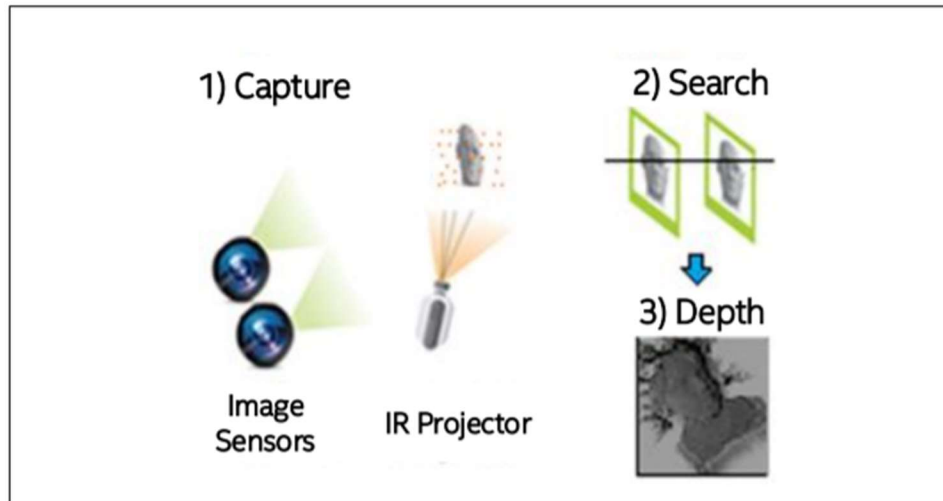 1) Capture
Image
Sensors
IR Projector
2) Search
3) Depth